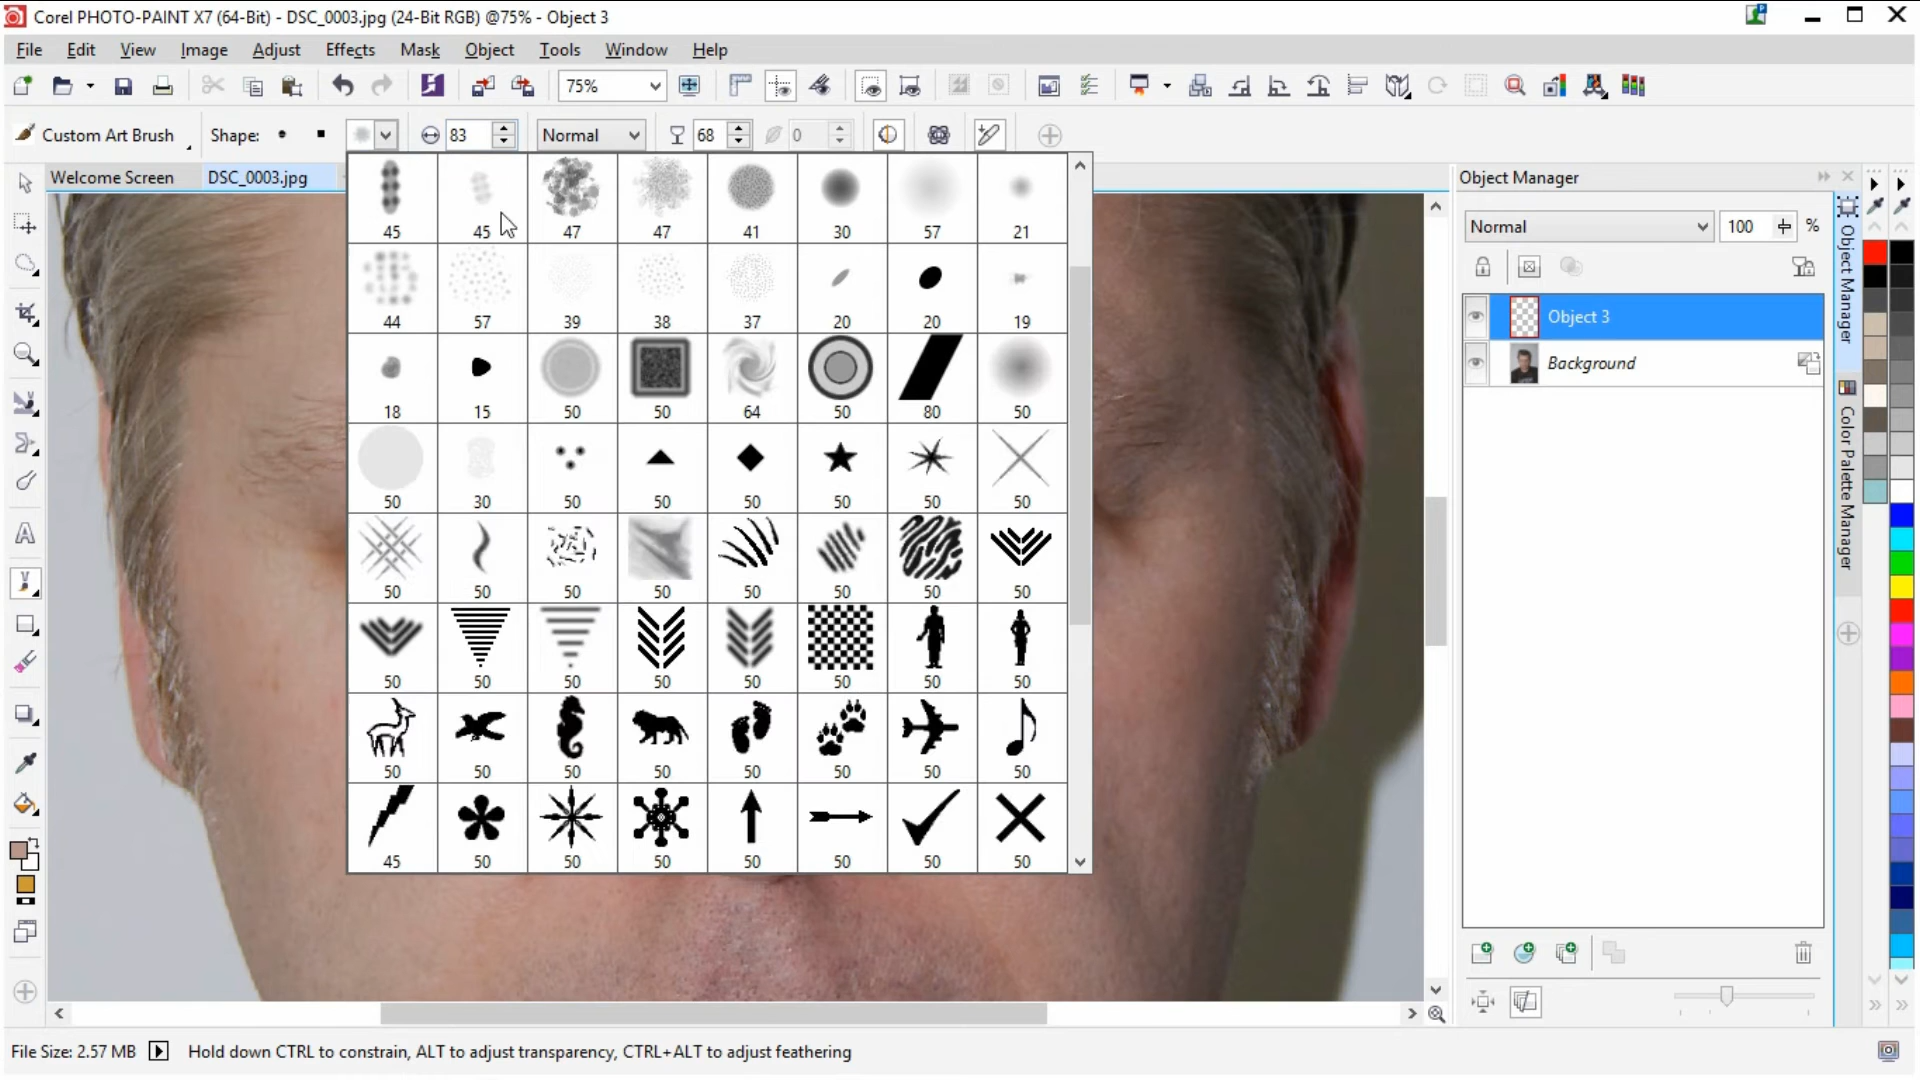 Corel PHOTO-PAINT X7 (64-Bit) - DSC_0003.jpg (24-Bit RGB) @75% - Object 3
File Edit View Image Adjust Effects Mask Object Tools Window Help
75%
Custom Art Brush Shape: 83 Normal 68 0
Welcome Screen DSC_0003.jpg
Object Manager
Normal 100 %
Object 3
Background
Object Manager
Color Palette Manager
45 45 47 47 41 30 57 21
44 57 39 38 37 20 20 19
18 15 50 50 64 50 80 50
50 30 50 50 50 50 50 50
50 50 50 50 50 50 50 50
50 50 50 50 50 50 50 50
50 50 50 50 50 50 50 50
45 50 50 50 50 50 50 50
File Size: 2.57 MB Hold down CTRL to constrain, ALT to adjust transparency, CTRL+ALT to adjust feathering